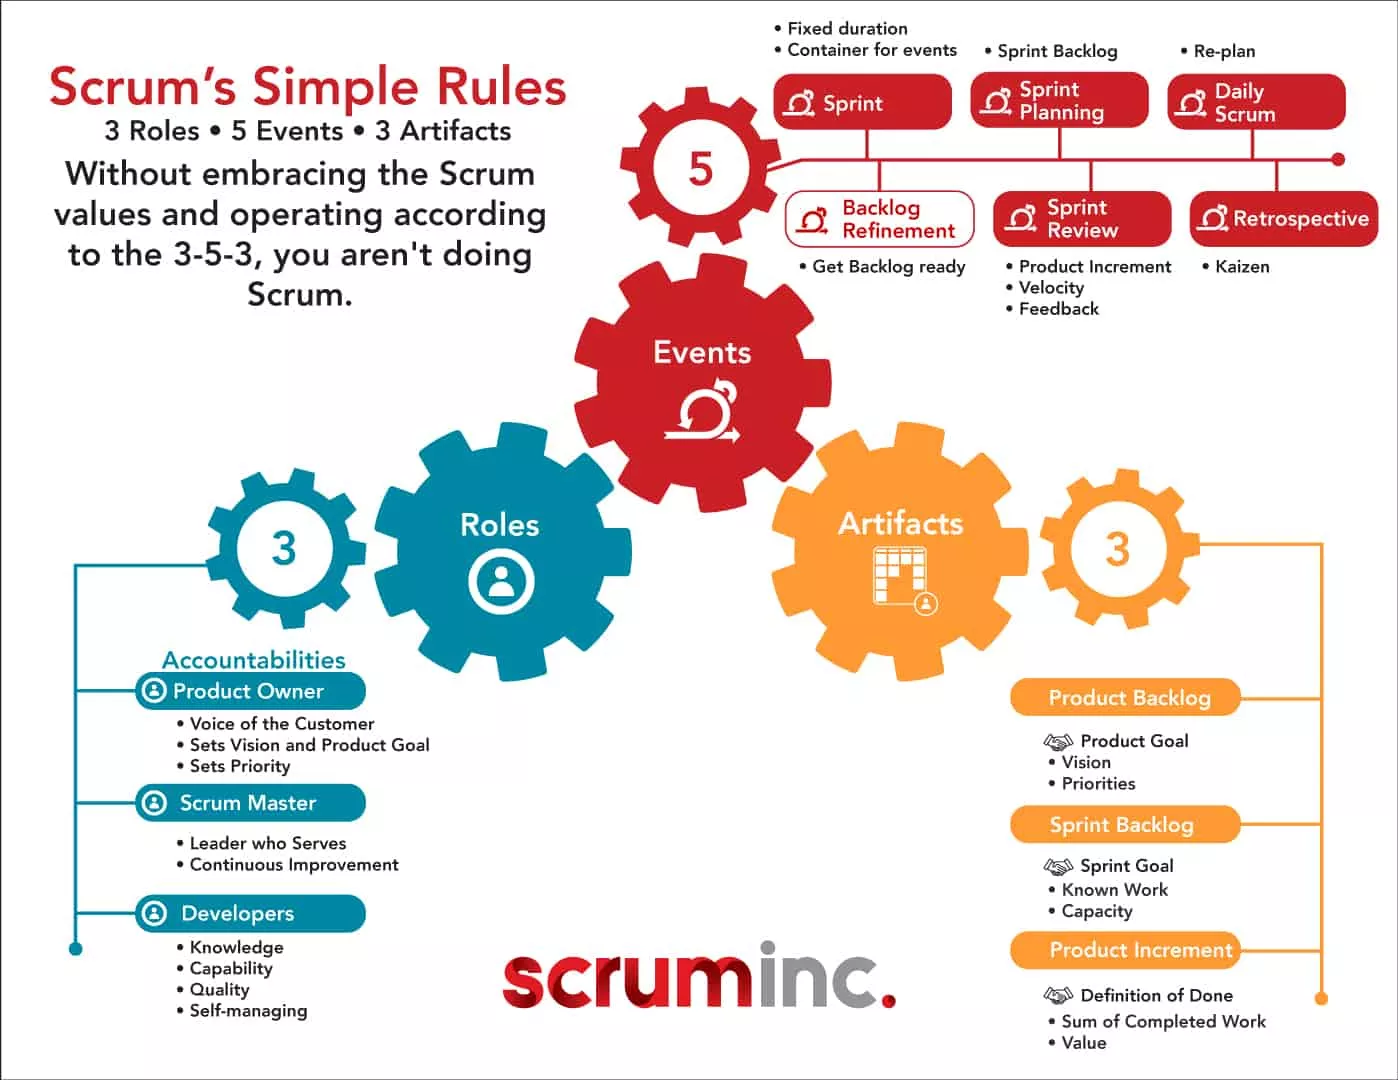 Scrum's Simple Rules
3 Roles • 5 Events • 3 Artifacts
Without embracing the Scrum
values and operating according
to the 3-5-3, you aren't doing
Scrum.
5
• Fixed duration
• Container for events
Sprint
• Sprint Backlog
Sprint
Planning
• Re-plan
Daily
Scrum
Backlog
Refinement
• Get Backlog ready
Sprint
Review
• Product Increment
• Velocity
• Feedback
Retrospective
• Kaizen
Events
Roles
3
Accountabilities
Product Owner
• Voice of the Customer
• Sets Vision and Product Goal
• Sets Priority
Scrum Master
• Leader who Serves
• Continuous Improvement
Developers
• Knowledge
• Capability
• Quality
• Self-managing
Artifacts
3
Product Backlog
Product Goal
• Vision
• Priorities
Sprint Backlog
Sprint Goal
• Known Work
• Capacity
Product Increment
Definition of Done
• Sum of Completed Work
• Value
scruminc.